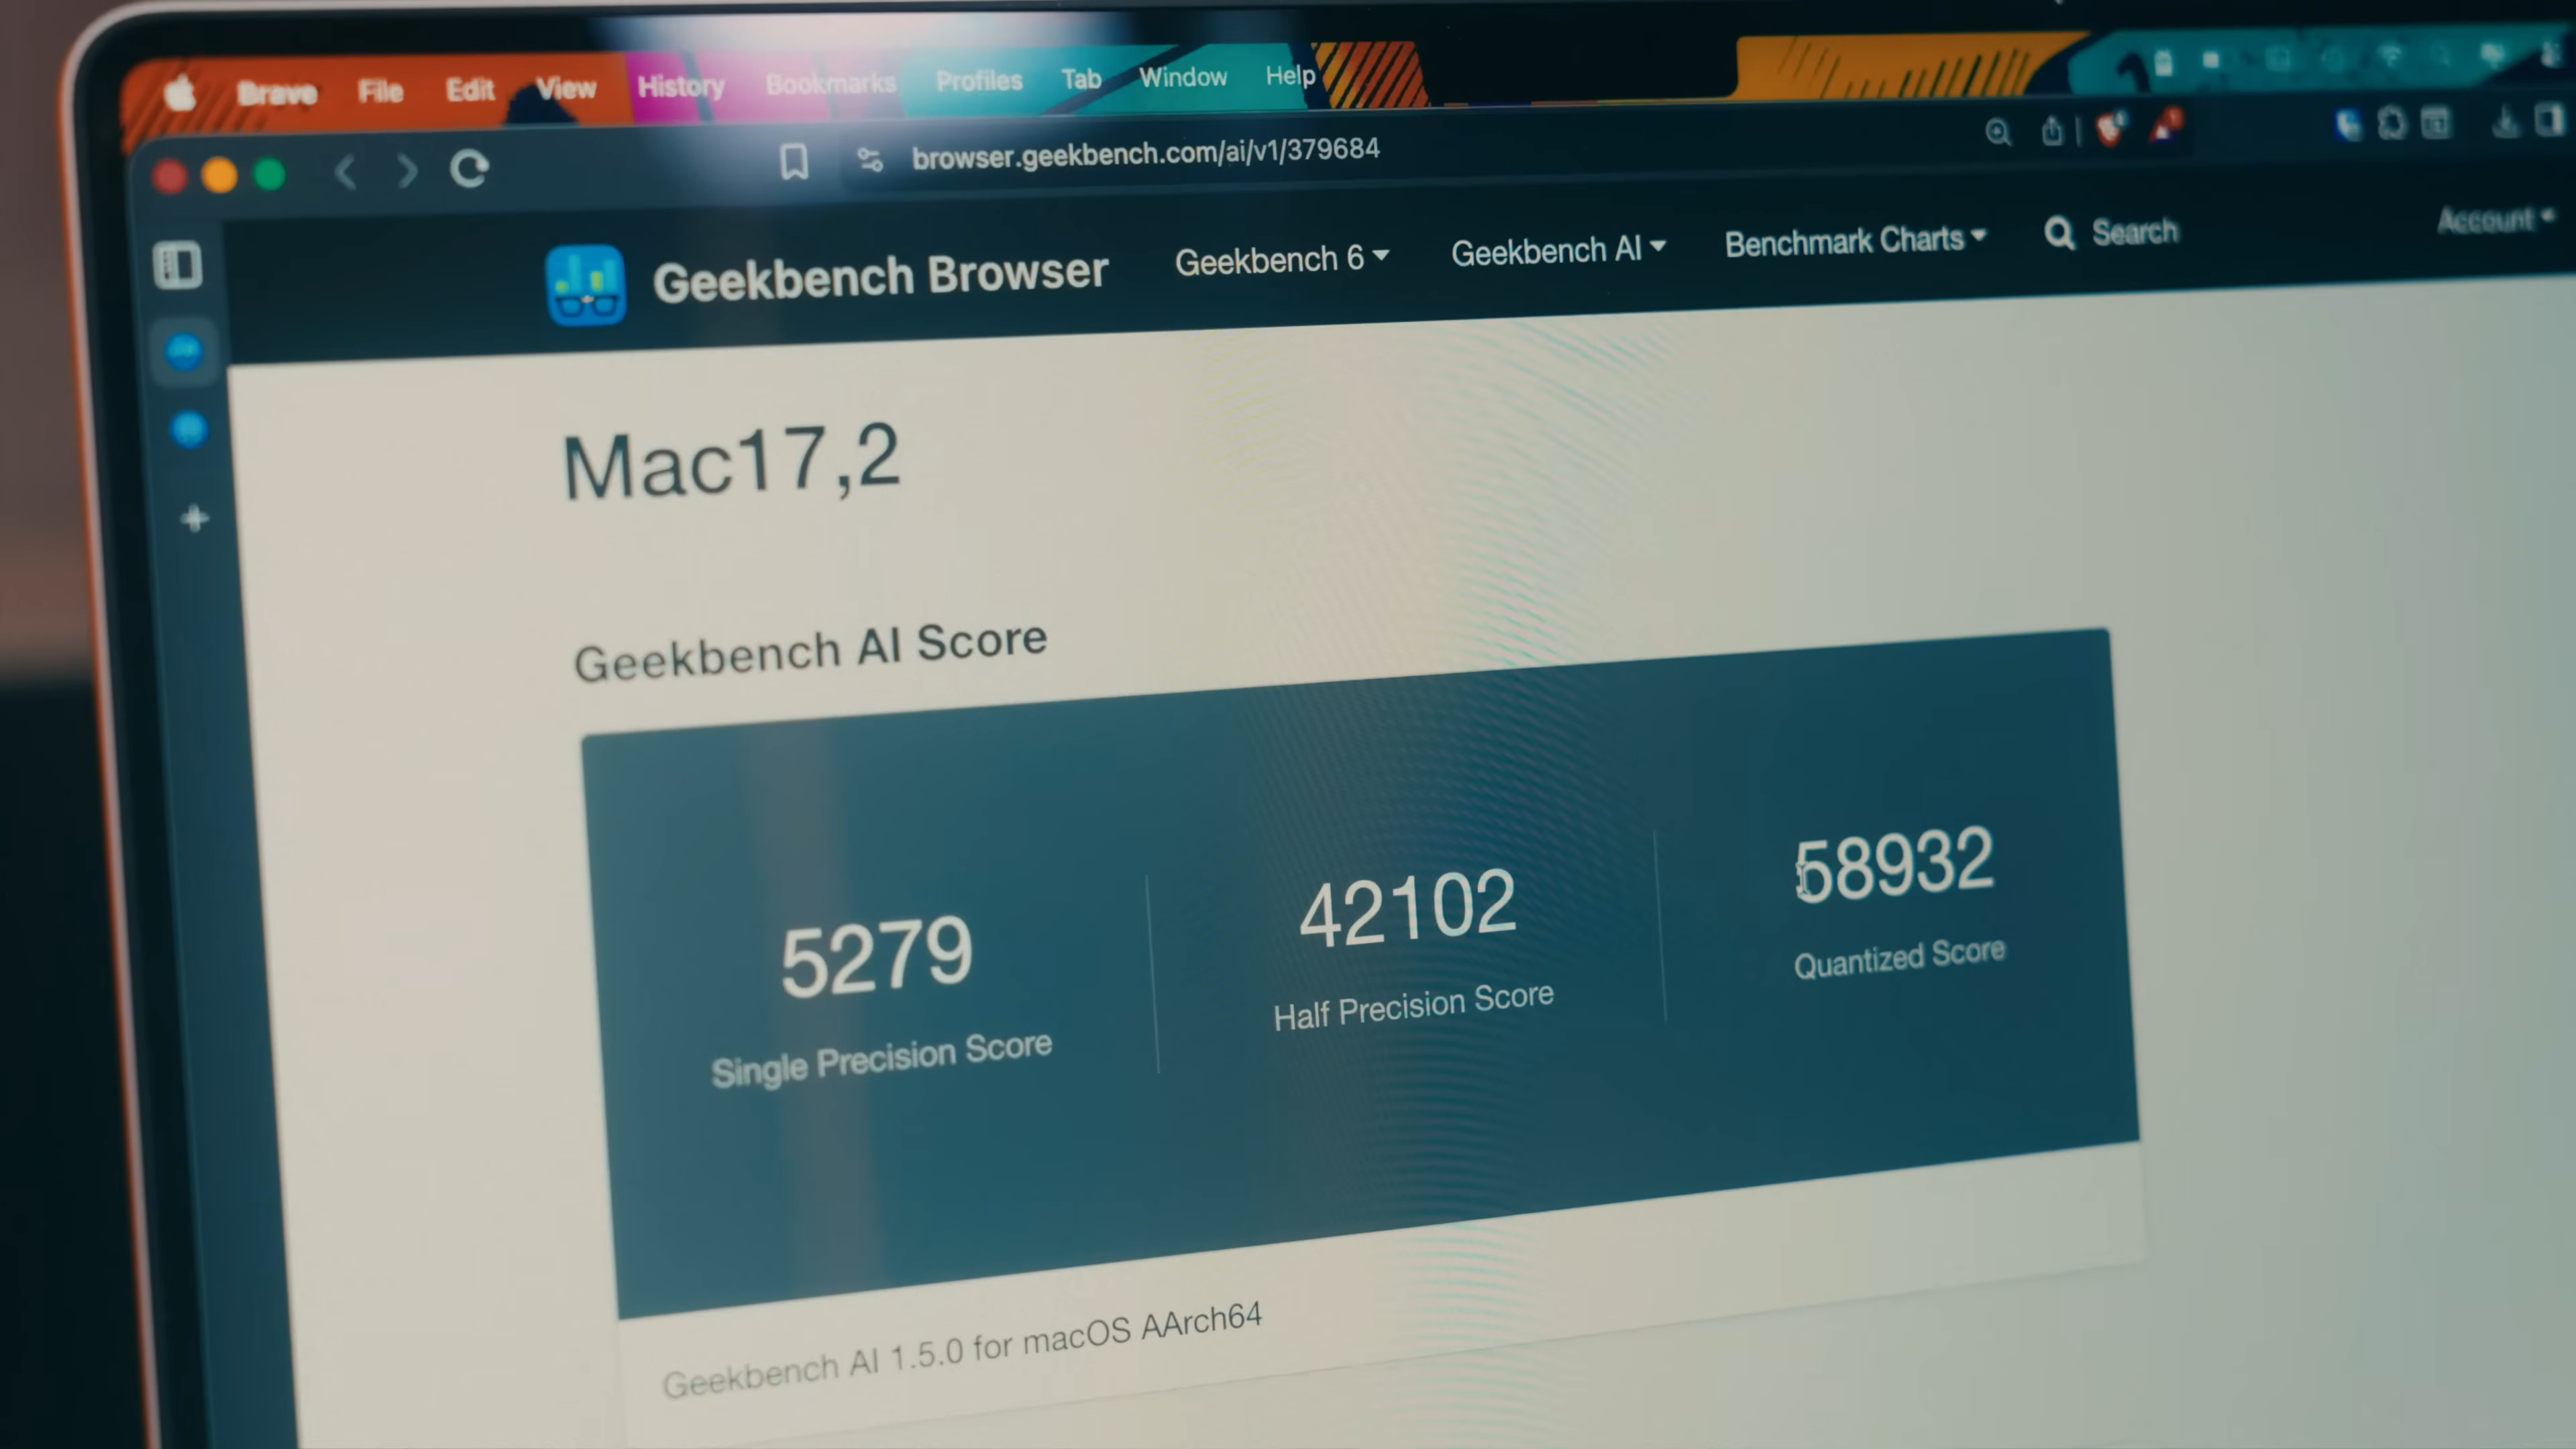 Brave File Edit View History Bookmarks Profiles Tab Window Help
browser.geekbench.com/ai/v1/379684
Geekbench Browser Geekbench 6 Geekbench AI Benchmark Charts Search Account
Mac17,2
Geekbench AI Score
5279 42102 58932
Single Precision Score Half Precision Score Quantized Score
Geekbench AI 1.5.0 for macOS AArch64